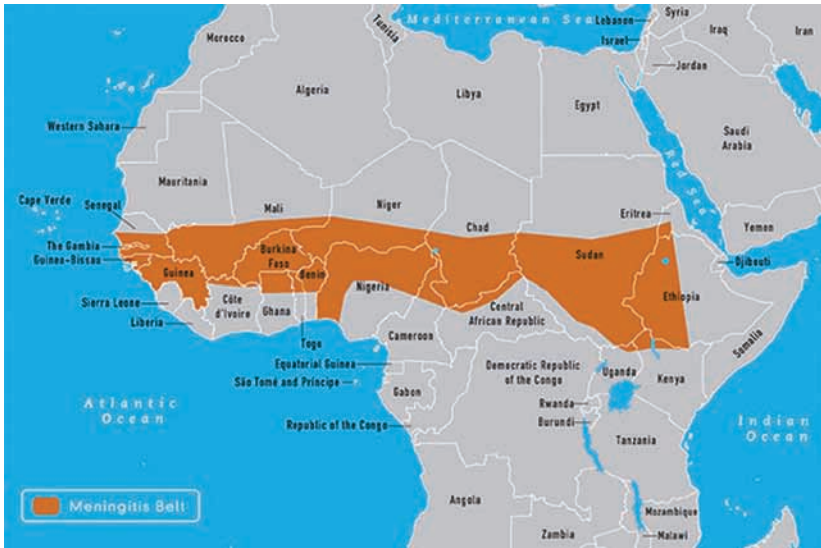 Mediterranean Sea
Lebanon
Syria
Tunisia
Morocco
Israel
Iraq
Iran
Jordan
Algeria
Libya
Egypt
Western Sahara
Saudi
Arabia
Red Sea
Mauritania
Cape Verde
Senegal
Mali
Niger
Chad
Eritrea
Yemen
The Gambia
Guinea-Bissau
Burkina
Faso
Sudan
Djibouti
Guinea
Benin
Nigeria
Ethiopia
Sierra Leone
Côte
d'Ivoire
Ghana
Central
African Republic
Liberia
Togo
Cameroon
Somalia
Equatorial Guinea
Democratic Republic
of the Congo
Uganda
Kenya
São Tomé and Príncipe
Gabon
Atlantic
Ocean
Rwanda
Republic of the Congo
Burundi
Indian
Ocean
Tanzania
Meningitis Belt
Angola
Mozambique
Zambia
Malawi